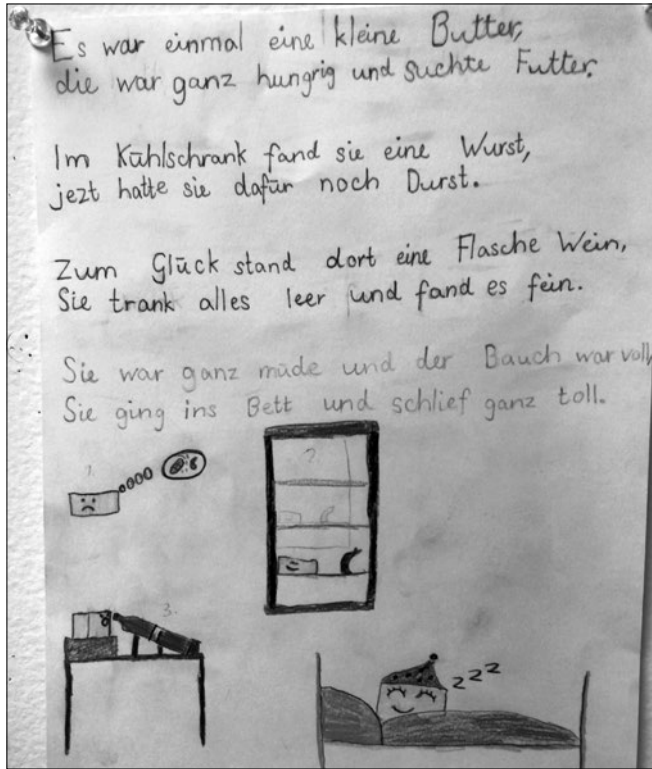 Es war einmal eine kleine Butter,
die war ganz hungrig und suchte Futter.
Im Kühlschrank fand sie eine Wurst,
jezt hatte sie dafür noch Durst.
Zum Glück stand dort eine Flasche Wein,
Sie trank alles leer und fand es fein.
Sie war ganz müde und der Bauch war voll,
Sie ging ins Bett und schlief ganz toll.
1.
2.
3.
zzz